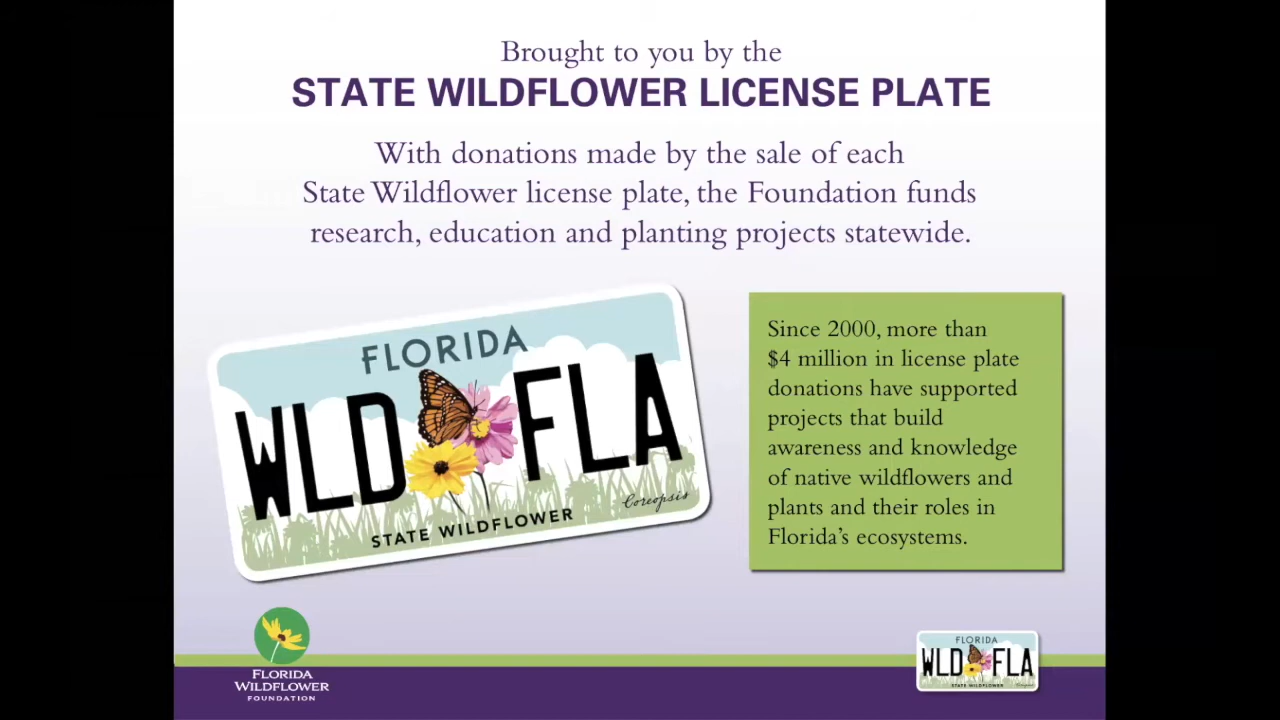 Brought to you by the
STATE WILDFLOWER LICENSE PLATE
With donations made by the sale of each
State Wildflower license plate, the Foundation funds
research, education and planting projects statewide.
FLORIDA
WLD FLA
Coreopsis
STATE WILDFLOWER
Since 2000, more than
$4 million in license plate
donations have supported
projects that build
awareness and knowledge
of native wildflowers and
plants and their roles in
Florida's ecosystems.
FLORIDA
WILDFLOWER
FOUNDATION
FLORIDA
WLD FLA
STATE WILDFLOWER
Coreopsis